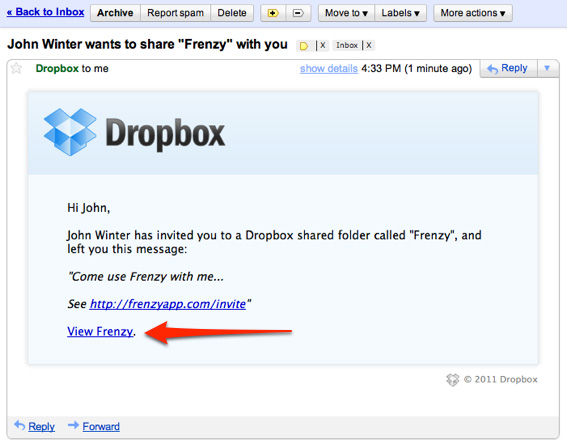 « Back to Inbox Archive Report spam Delete Move to ▾ Labels ▾ More actions ▾
John Winter wants to share "Frenzy" with you | X Inbox | X
Dropbox to me show details 4:33 PM (1 minute ago) Reply
Dropbox
Hi John,
John Winter has invited you to a Dropbox shared folder called "Frenzy", and
left you this message:
"Come use Frenzy with me...
See http://frenzyapp.com/invite"
View Frenzy.
© 2011 Dropbox
Reply Forward